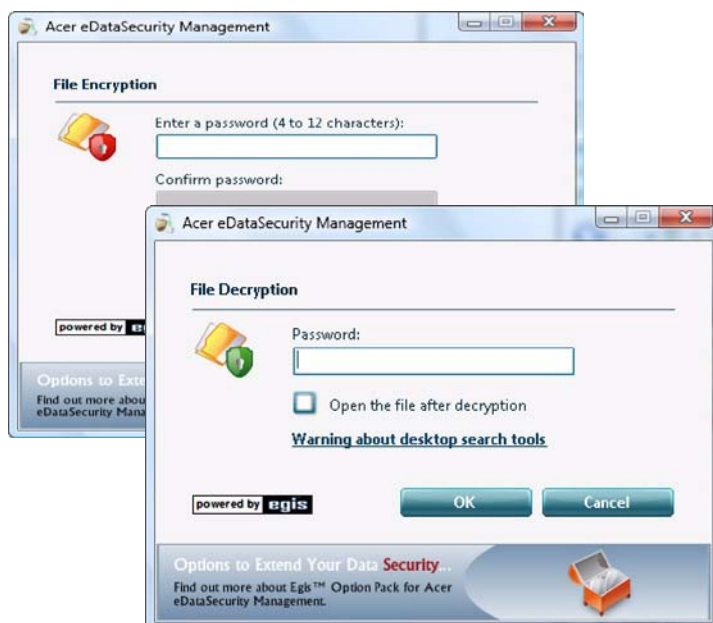 Acer eDataSecurity Management
File Encryption
Enter a password (4 to 12 characters):
Confirm password:
powered by
Options to
Find out more
eDataSecurity
Acer eDataSecurity Management
File Decryption
Password:
Open the file after decryption
Warning about desktop search tools
powered by egis
OK
Cancel
Options to Extend Your Data Security...
Find out more about Egis™ Option Pack for Acer
eDataSecurity Management.